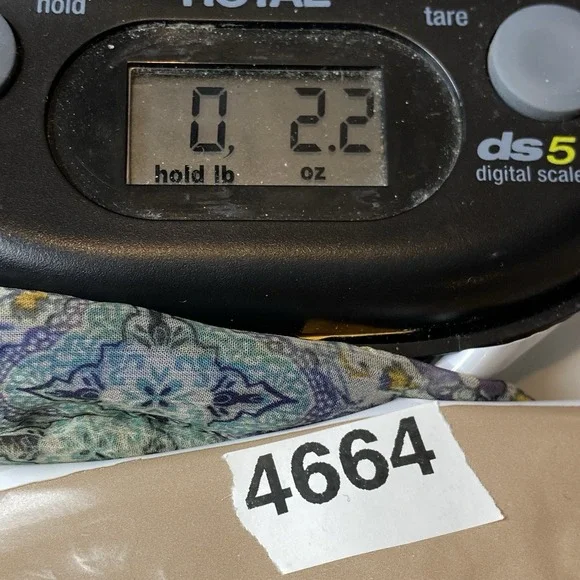 hold
ROYAL
tare
0, 2.2
hold lb oz
ds5
digital scale
4664